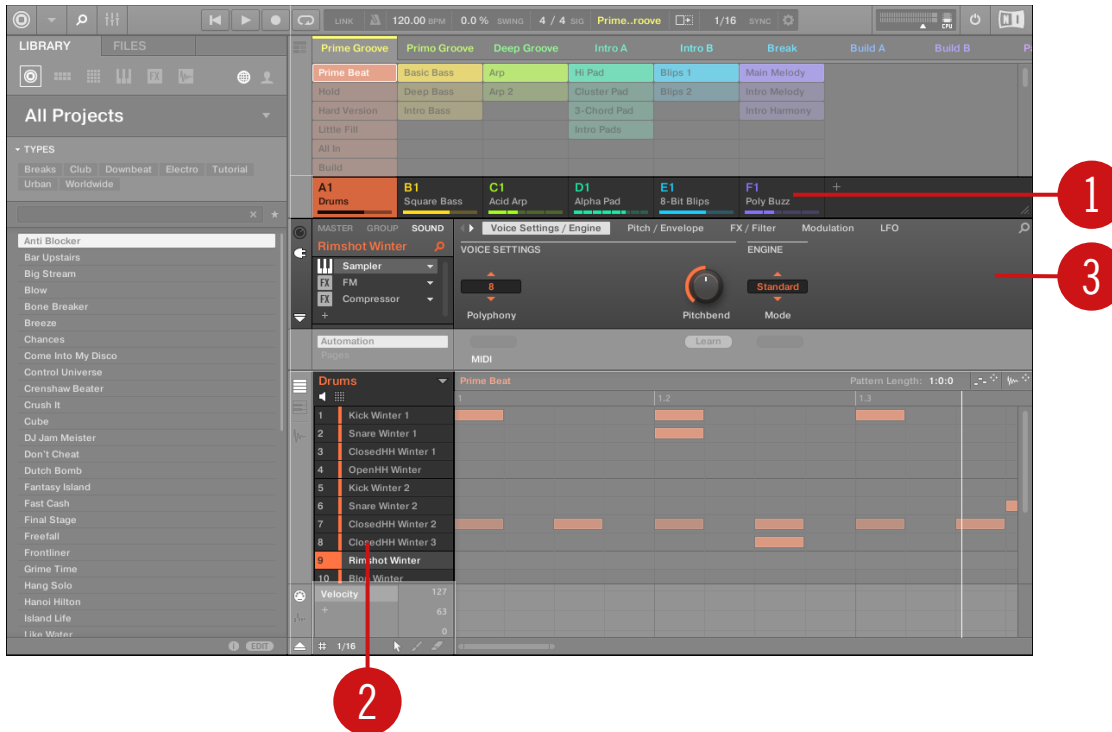 LINK 120.00 BPM 0.0 % SWING 4 / 4 SIG Prime..roove 1/16 SYNC CPU NI
LIBRARY FILES
FX
All Projects
TYPES
Breaks Club Downbeat Electro Tutorial
Urban Worldwide
Anti Blocker
Bar Upstairs
Big Stream
Blow
Bone Breaker
Breeze
Chances
Come Into My Disco
Control Universe
Crenshaw Beater
Crush It
Cube
DJ Jam Meister
Don't Cheat
Dutch Bomb
Fantasy Island
Fast Cash
Final Stage
Freefall
Frontliner
Grime Time
Hang Solo
Hanoi Hilton
Island Life
Like Water
i EDIT
Prime Groove Primo Groove Deep Groove Intro A Intro B Break Build A Build B
Prime Beat Basic Bass Arp Hi Pad Blips 1 Main Melody
Hold Deep Bass Arp 2 Cluster Pad Blips 2 Intro Melody
Hard Version Intro Bass 3-Chord Pad Intro Harmony
Little Fill Intro Pads
All In
Build
A1 B1 C1 D1 E1 F1 +
Drums Square Bass Acid Arp Alpha Pad 8-Bit Blips Poly Buzz
1
MASTER GROUP SOUND Voice Settings / Engine Pitch / Envelope FX / Filter Modulation LFO
Rimshot Winter VOICE SETTINGS ENGINE
Sampler
FX FM
FX Compressor
+
8 Standard
Polyphony Pitchbend Mode
3
Automation Learn
Pages MIDI
Drums Prime Beat Pattern Length: 1:0:0
1 1.2 1.3
1 Kick Winter 1
2 Snare Winter 1
3 ClosedHH Winter 1
4 OpenHH Winter
5 Kick Winter 2
6 Snare Winter 2
7 ClosedHH Winter 2
8 ClosedHH Winter 3
9 Rimshot Winter
10 Blop Winter
Velocity 127
+ 63
0
# 1/16
2